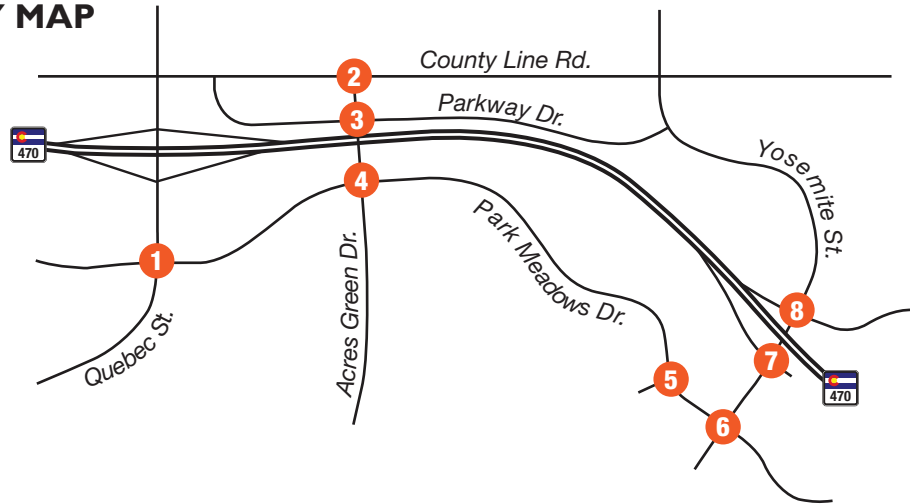 MAP
County Line Rd.
2
3
Parkway Dr.
470
4
Yosemite St.
Park Meadows Dr.
1
Acres Green Dr.
Quebec St.
8
7
5
470
6